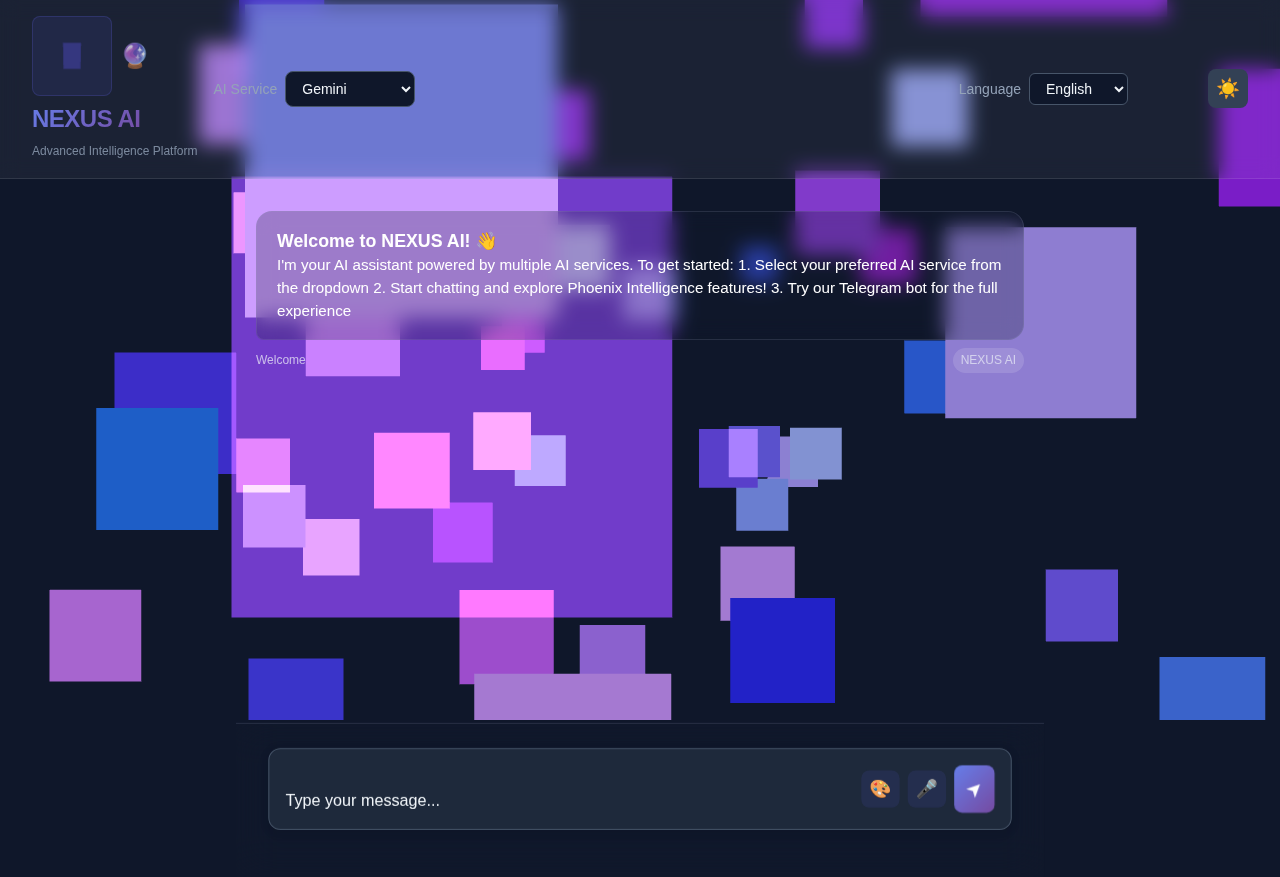 NEXUS AI
Advanced Intelligence Platform
AI Service
Gemini
Language
English
Welcome to NEXUS AI! 👋
I'm your AI assistant powered by multiple AI services. To get started: 1. Select your preferred AI service from
the dropdown 2. Start chatting and explore Phoenix Intelligence features! 3. Try our Telegram bot for the full
experience
Welcome
NEXUS AI
Type your message...